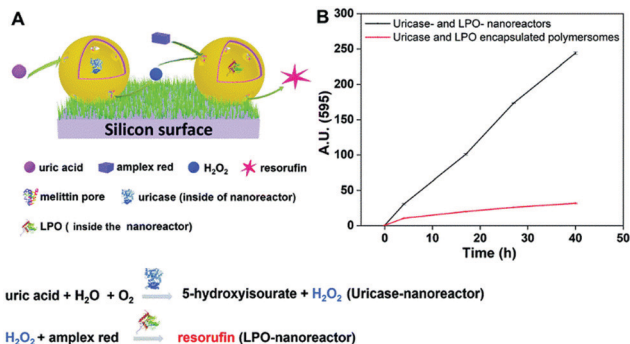 A
Silicon surface
uric acid
amplex red
H₂O₂
resorufin
melittin pore
uricase (inside of nanoreactor)
LPO ( inside the nanoreactor)
B
Uricase- and LPO- nanoreactors
Uricase and LPO encapsulated polymersomes
A.U. (595)
300
250
200
150
100
50
0
0 10 20 30 40 50
Time (h)
uric acid + H₂O + O₂ 5-hydroxyisourate + H₂O₂ (Uricase-nanoreactor)
H₂O₂ + amplex red resorufin (LPO-nanoreactor)